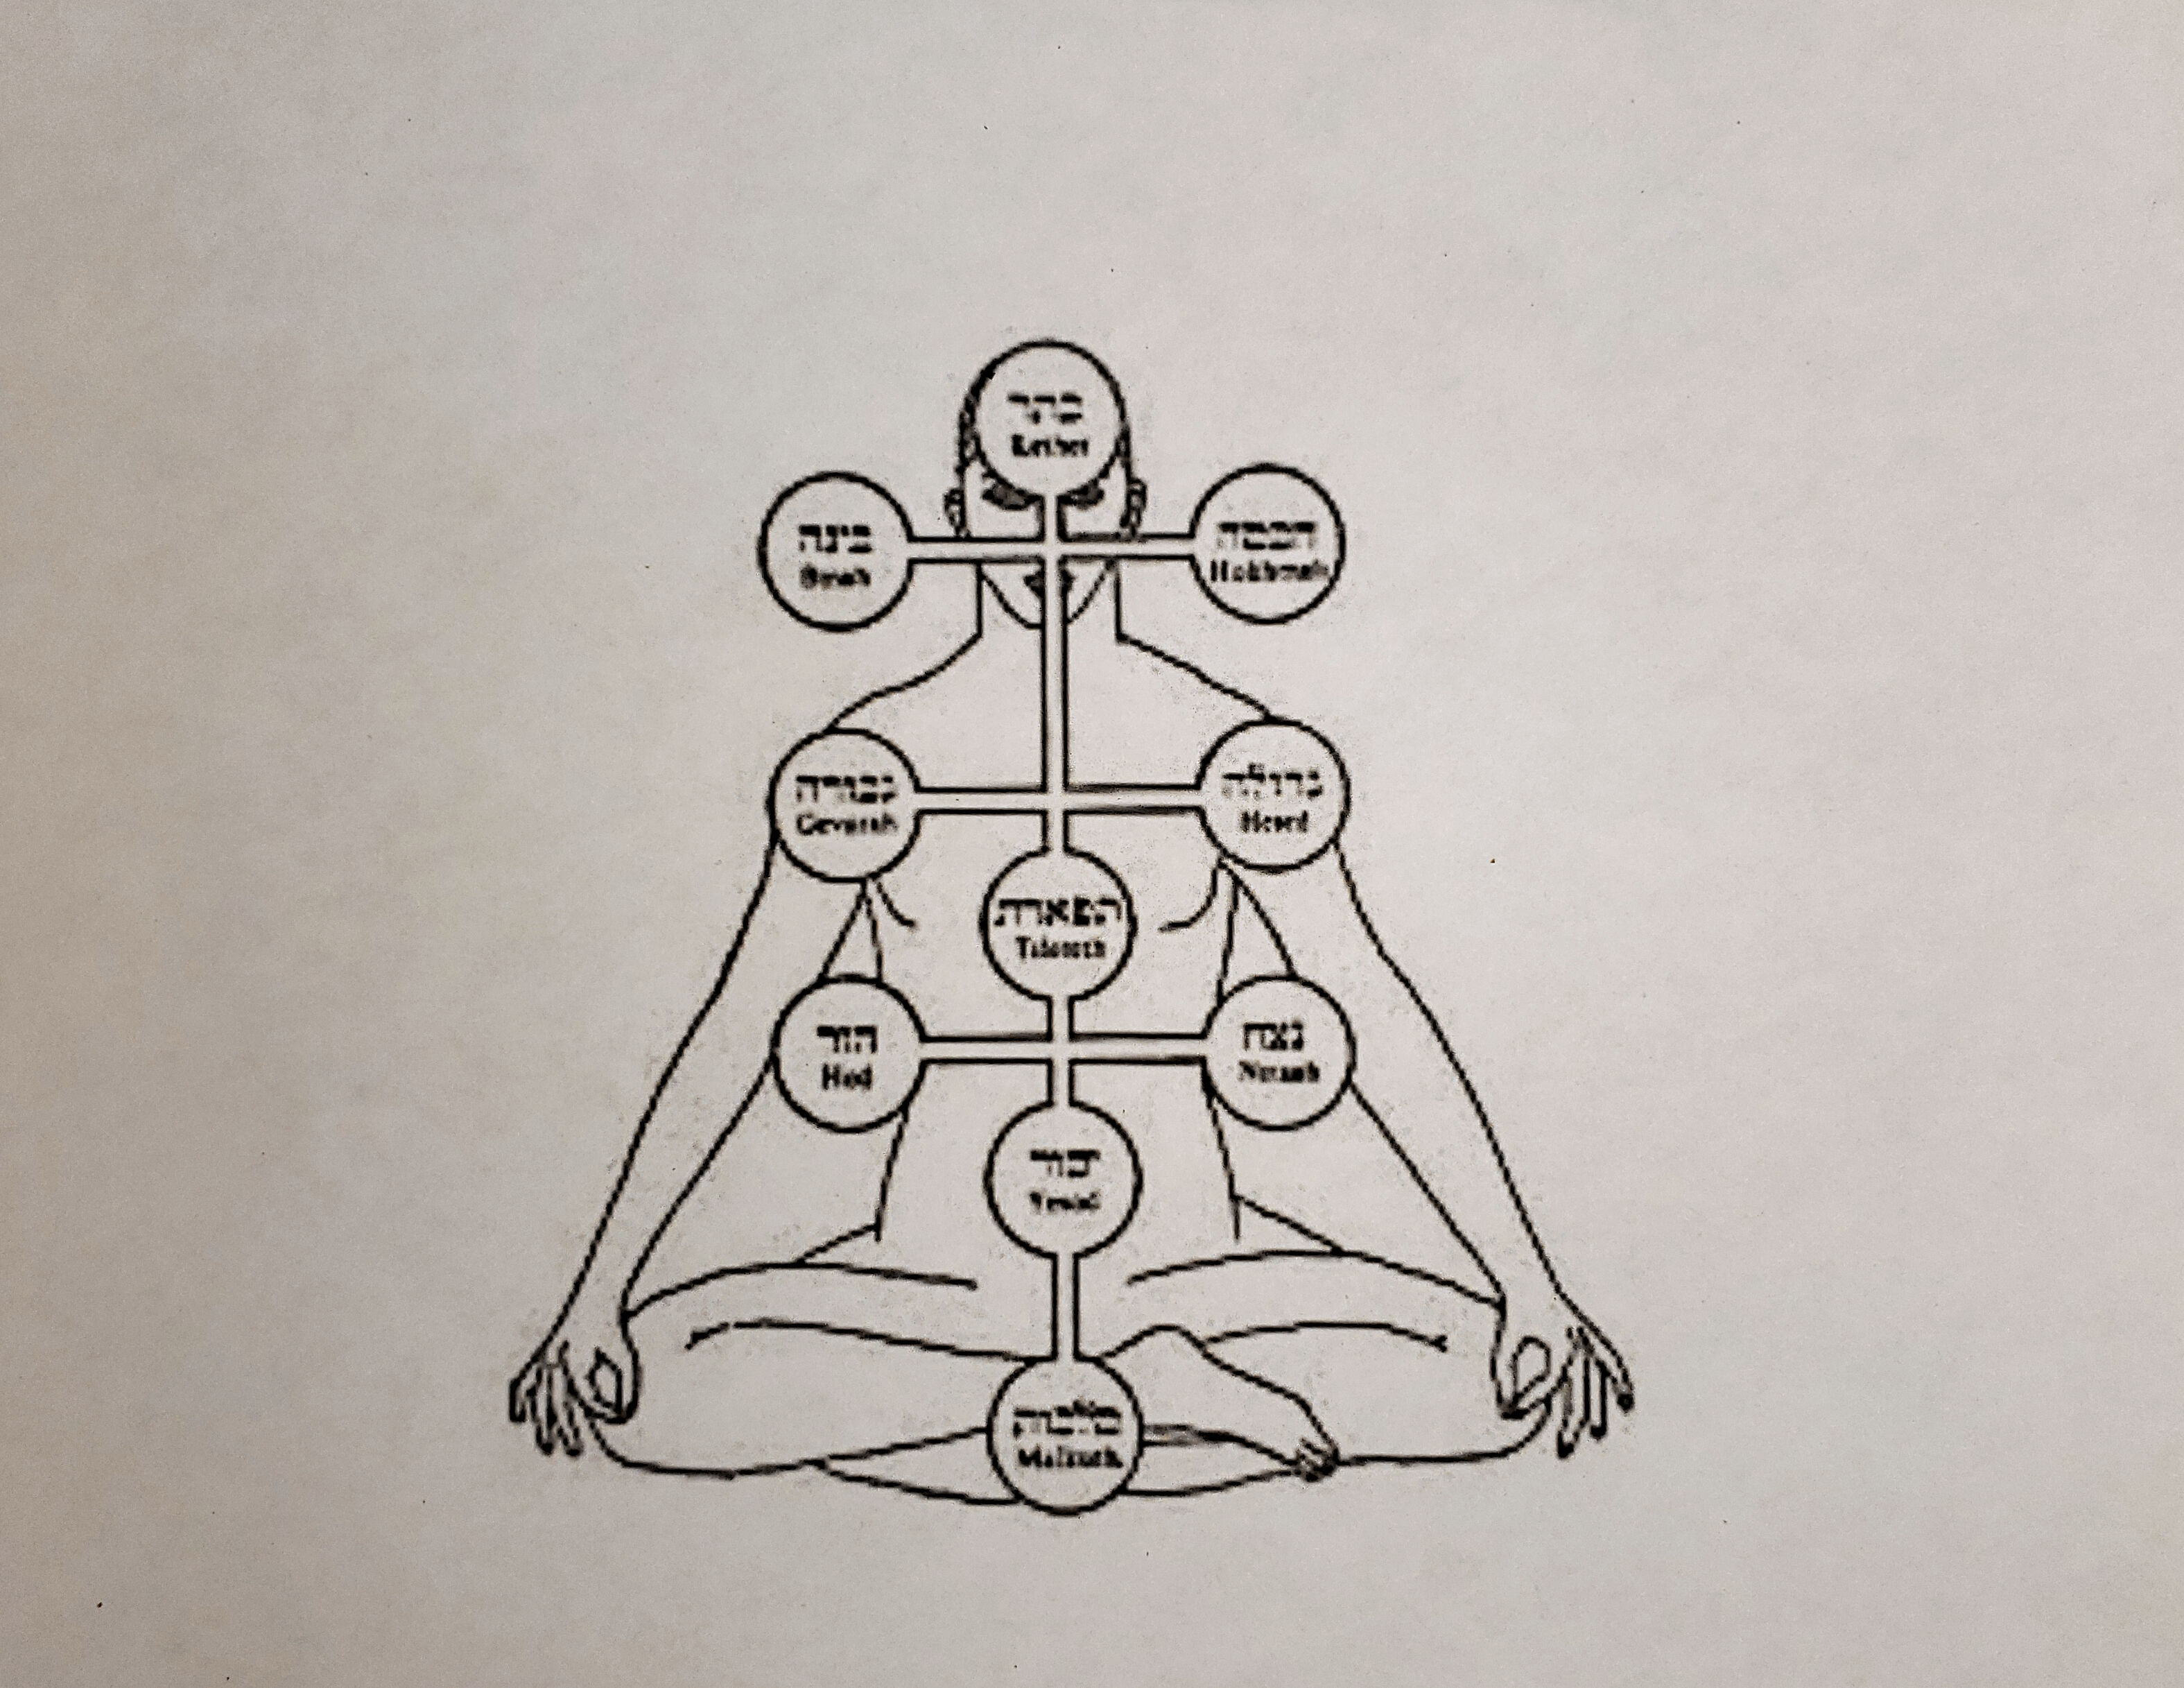 כתר
Kether
בינה
Binah
חכמה
Hokhmah
גבורה
Gevurah
גדולה
Hesed
תפארת
Tifereth
הוד
Hod
נצח
Netzach
יסוד
Yesod
מלכות
Malkuth